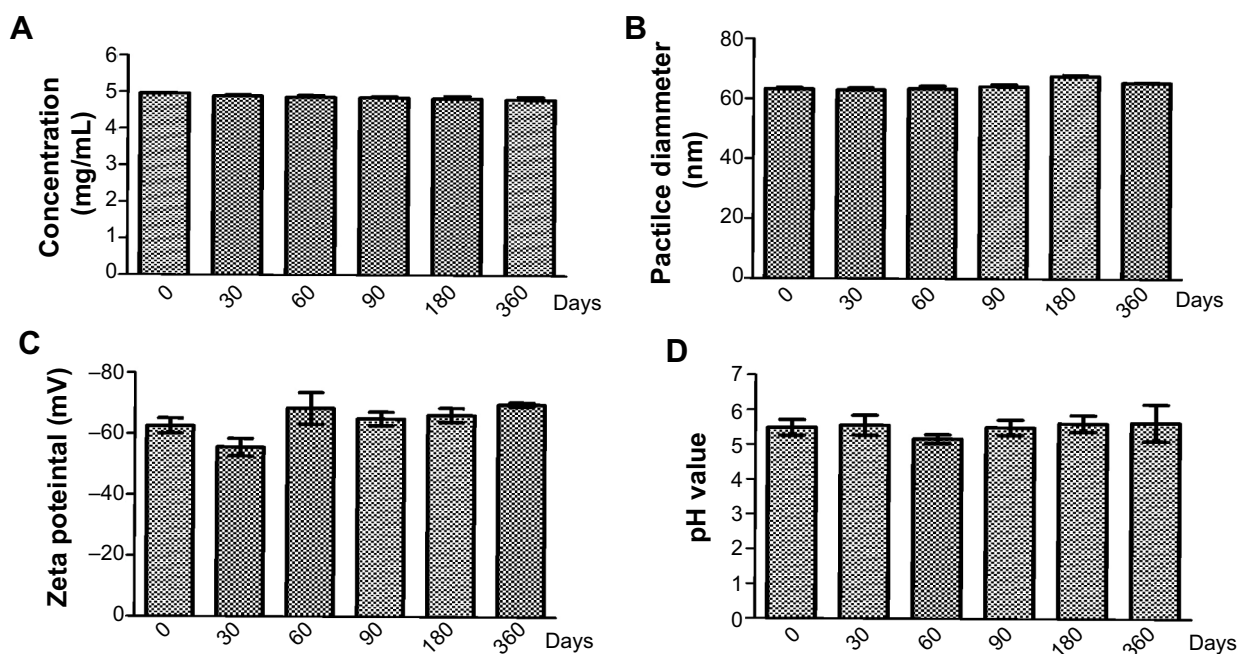 A
Concentration
(mg/mL)
6
5
4
3
2
1
0
0 30 60 90 180 360 Days
B
Pactilce diammeter
(nm)
80
60
40
20
0
0 30 60 90 180 360 Days
C
Zeta poteintal (mV)
–80
–60
–40
–20
0
0 30 60 90 180 360 Days
D
pH value
7
6
5
4
3
2
1
0
0 30 60 90 180 360 Days